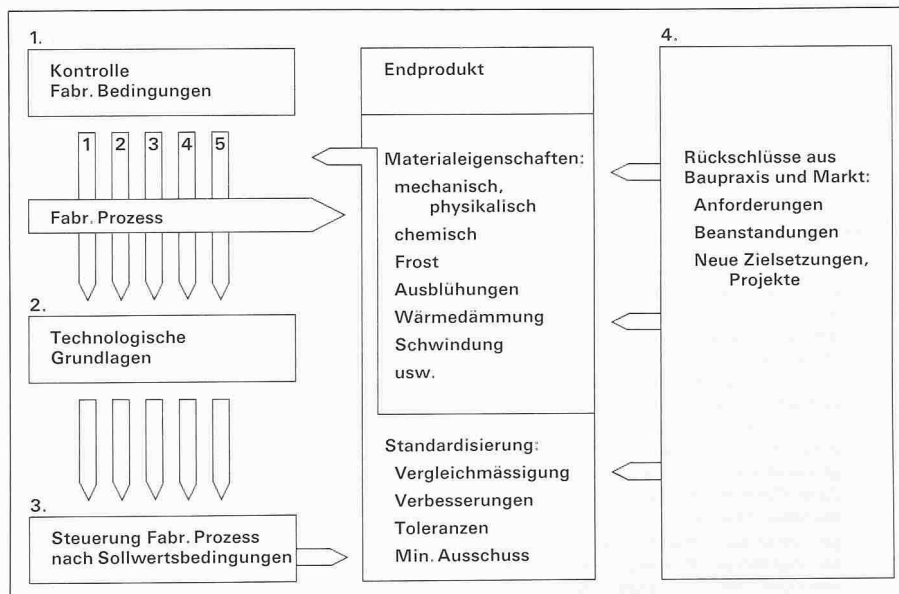 1.
Kontrolle
Fabr. Bedingungen
1 2 3 4 5
Fabr. Prozess
2.
Technologische
Grundlagen
3.
Steuerung Fabr. Prozess
nach Sollwertsbedingungen
Endprodukt
Materialeigenschaften:
mechanisch,
physikalisch
chemisch
Frost
Ausblühungen
Wärmedämmung
Schwindung
usw.
Standardisierung:
Vergleichmässigung
Verbesserungen
Toleranzen
Min. Ausschuss
4.
Rückschlüsse aus
Baupraxis und Markt:
Anforderungen
Beanstandungen
Neue Zielsetzungen,
Projekte